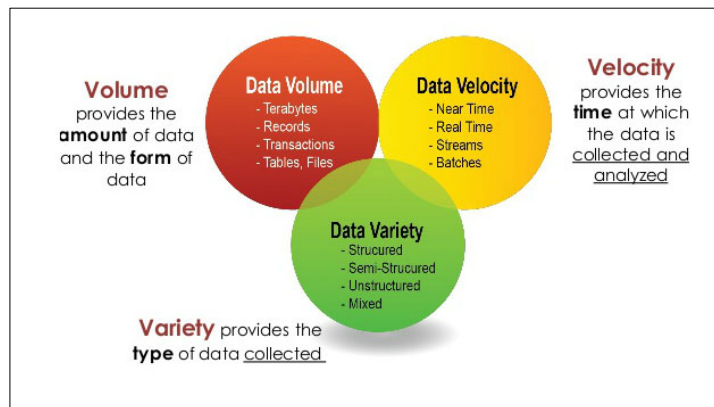 Volume
provides the
amount of data
and the form of
data
Data Volume
- Terabytes
- Records
- Transactions
- Tables, Files
Data Velocity
- Near Time
- Real Time
- Streams
- Batches
Velocity
provides the
time at which
the data is
collected and
analyzed
Data Variety
- Strucured
- Semi-Strucured
- Unstructured
- Mixed
Variety provides the
type of data collected